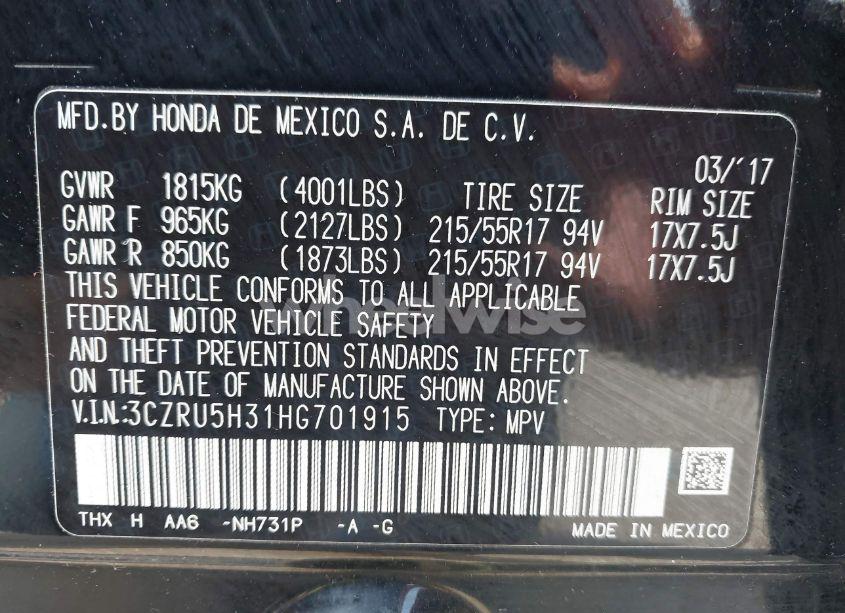 MFD.BY HONDA DE MEXICO S.A. DE C.V.
03/'17
GVWR 1815KG (4001LBS) TIRE SIZE RIM SIZE
GAWR F 965KG (2127LBS) 215/55R17 94V 17X7.5J
GAWR R 850KG (1873LBS) 215/55R17 94V 17X7.5J
THIS VEHICLE CONFORMS TO ALL APPLICABLE
FEDERAL MOTOR VEHICLE SAFETY
AND THEFT PREVENTION STANDARDS IN EFFECT
ON THE DATE OF MANUFACTURE SHOWN ABOVE.
V.I.N.:3CZRU5H31HG701915 TYPE: MPV
THX H AA6 -NH731P -A -G
MADE IN MEXICO
wheelwise